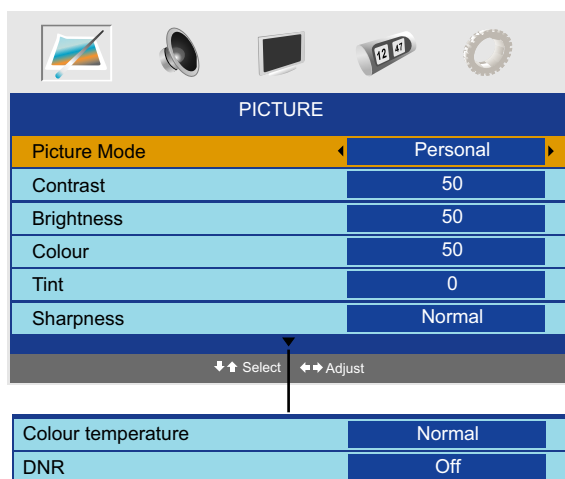 12 47
PICTURE
Picture Mode Personal
Contrast 50
Brightness 50
Colour 50
Tint 0
Sharpness Normal
Select Adjust
Colour temperature Normal
DNR Off